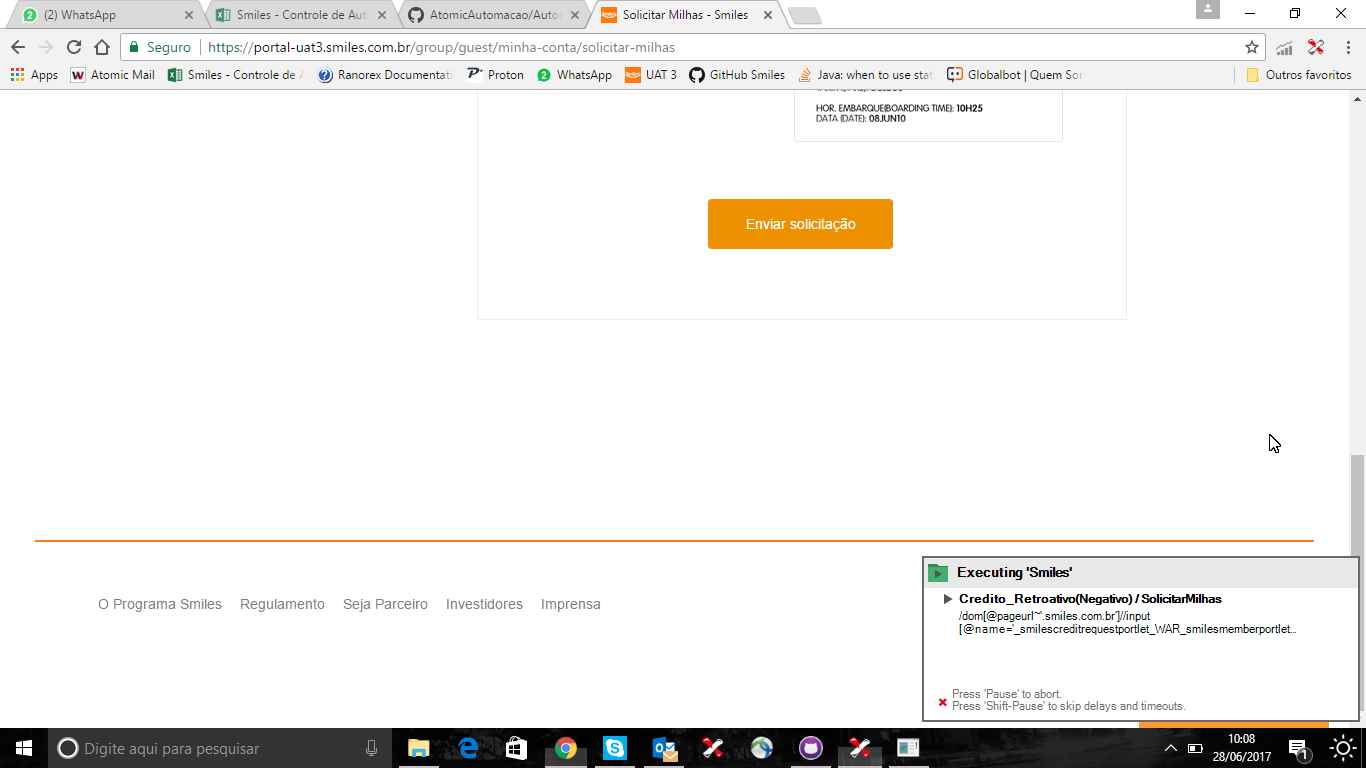 (2) WhatsApp
Smiles - Controle de Aut
AtomicAutomacao/Auto
Solicitar Milhas - Smiles
Seguro
https://portal-uat3.smiles.com.br/group/guest/minha-conta/solicitar-milhas
Apps
Atomic Mail
Smiles - Controle de A
Ranorex Documentati
Proton
WhatsApp
UAT 3
GitHub Smiles
Java: when to use stat
Globalbot | Quem Sor
Outros favoritos
HOR. EMBARQUE(BOARDING TIME): 10H25
DATA (DATE): 08JUN10
Enviar solicitação
O Programa Smiles
Regulamento
Seja Parceiro
Investidores
Imprensa
Executing 'Smiles'
Credito_Retroativo(Negativo) / SolicitarMilhas
/dom[@pageurl~'.smiles.com.br']//input
[@name='_smilescreditrequestportlet_WAR_smilesmemberportlet...
Press 'Pause' to abort.
Press 'Shift-Pause' to skip delays and timeouts.
Digite aqui para pesquisar
10:08
28/06/2017
1